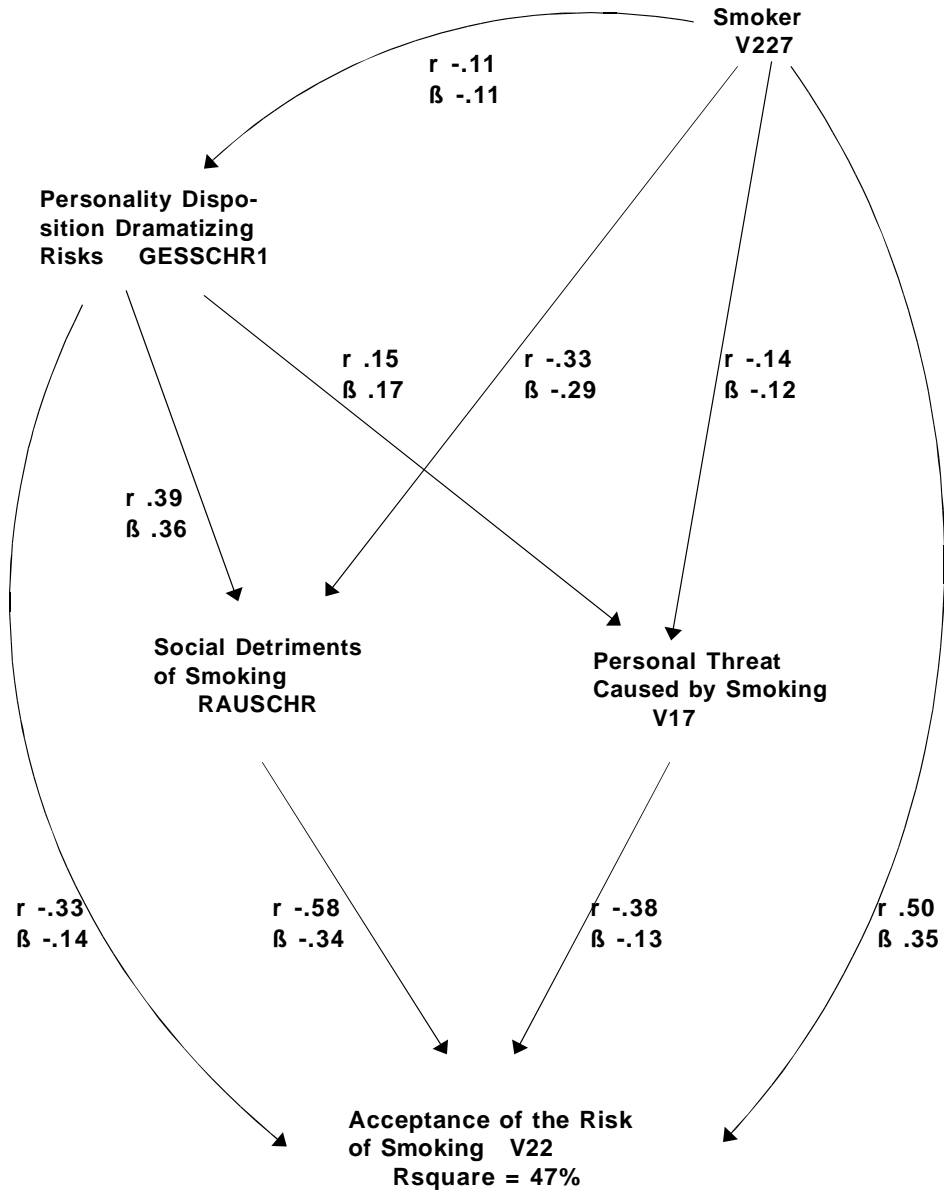 Smoker
V227
r -.11
ß -.11
Personality Dispo-
sition Dramatizing
Risks GESSCHR1
r .15
ß .17
r -.33
ß -.29
r -.14
ß -.12
r .39
ß .36
Social Detriments
of Smoking
RAUSCHR
Personal Threat
Caused by Smoking
V17
r -.33
ß -.14
r -.58
ß -.34
r -.38
ß -.13
r .50
ß .35
Acceptance of the Risk
of Smoking V22
Rsquare = 47%